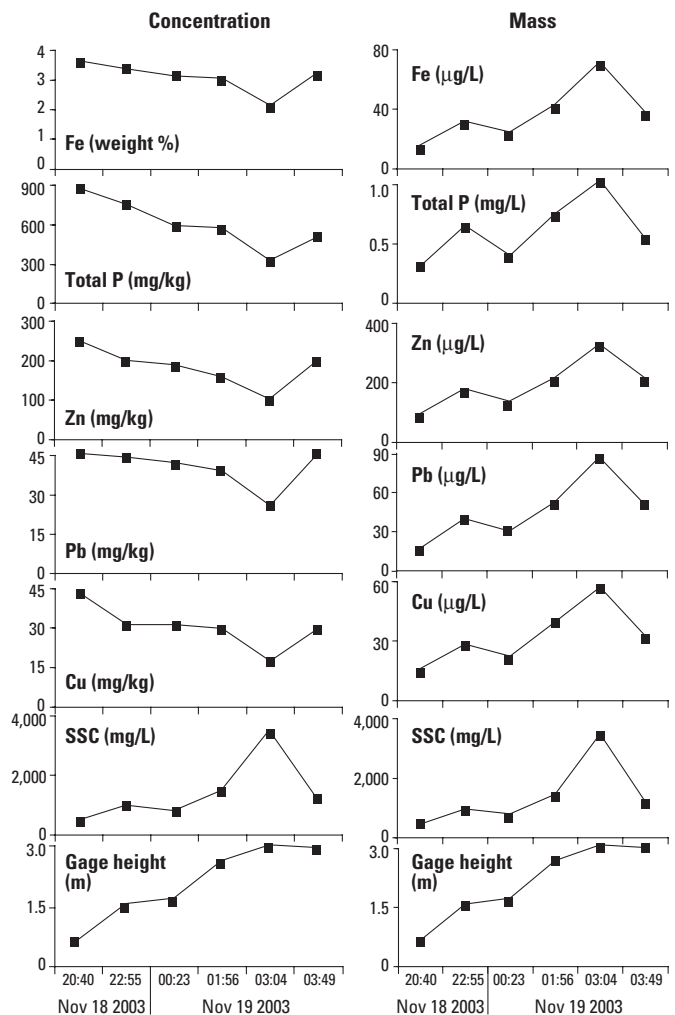 Concentration
4
3
2
1
0
Fe (weight %)
900
600
300
0
Total P (mg/kg)
300
200
100
0
Zn (mg/kg)
45
30
15
0
Pb (mg/kg)
45
30
15
0
Cu (mg/kg)
4,000
2,000
0
SSC (mg/L)
3.0
1.5
0
Gage height
(m)
20:40 22:55 00:23 01:56 03:04 03:49
Nov 18 2003 Nov 19 2003
Mass
80
40
0
Fe (µg/L)
1.0
0.5
0
Total P (mg/L)
400
200
0
Zn (µg/L)
90
60
30
0
Pb (µg/L)
60
30
0
Cu (µg/L)
4,000
2,000
0
SSC (mg/L)
3.0
1.5
0
Gage height
(m)
20:40 22:55 00:23 01:56 03:04 03:49
Nov 18 2003 Nov 19 2003